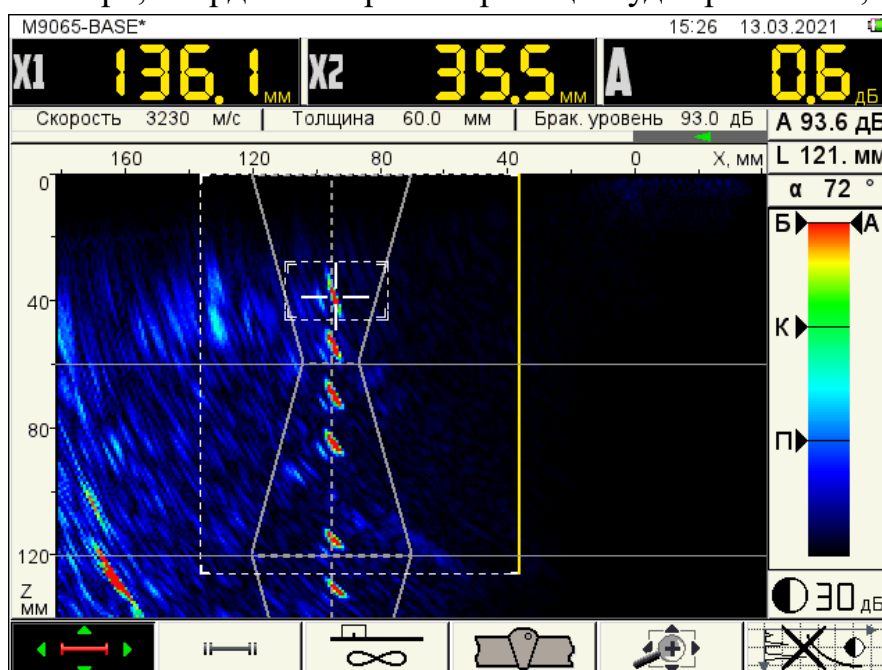 M9065-BASE* 15:26 13.03.2021
X1 136.1 мм X2 35.5 мм A 0.6 дБ
Скорость 3230 м/с Толщина 60.0 мм Брак. уровень 93.0 дБ A 93.6 дБ
L 121. мм
α 72 °
160 120 80 40 0 X, мм
Б А
0
40
К
80
П
120
Z
мм
30 дБ